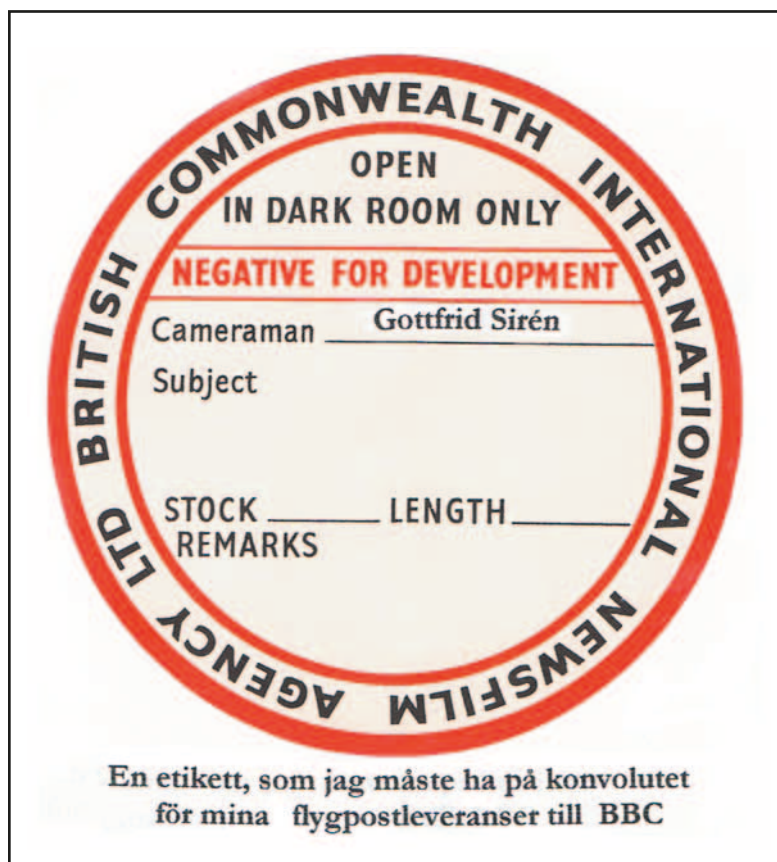 BRITISH COMMONWEALTH INTERNATIONAL NEWSFILM AGENCY LTD
OPEN
IN DARK ROOM ONLY
NEGATIVE FOR DEVELOPMENT
Cameraman Gottfrid Sirén
Subject
STOCK LENGTH
REMARKS
En etikett, som jag måste ha på konvolutet
för mina flygpostleveranser till BBC